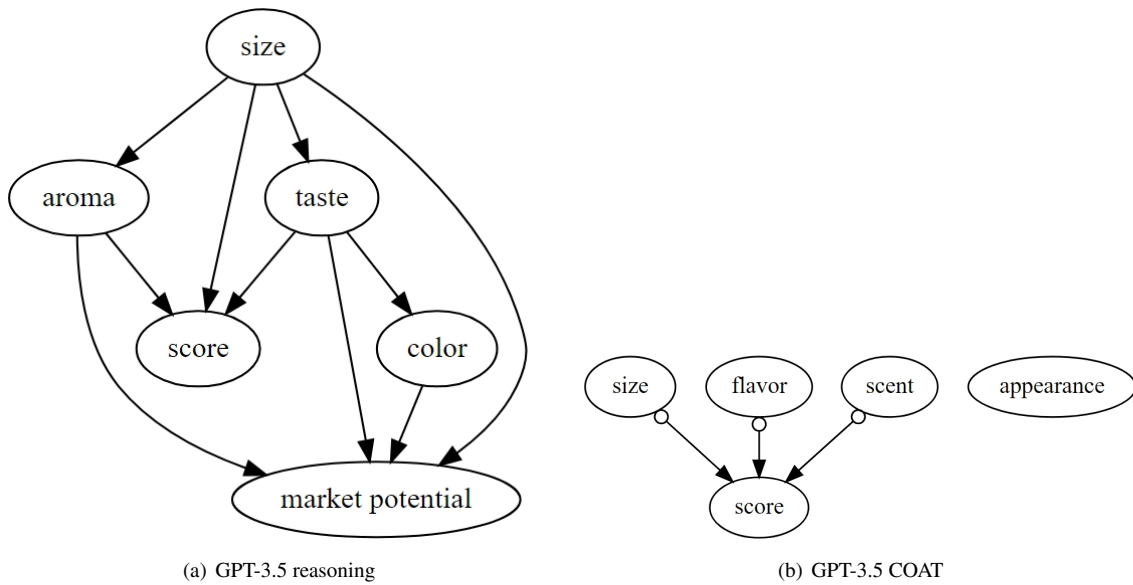 size
aroma
taste
score
color
market potential
(a) GPT-3.5 reasoning
size
flavor
scent
appearance
score
(b) GPT-3.5 COAT